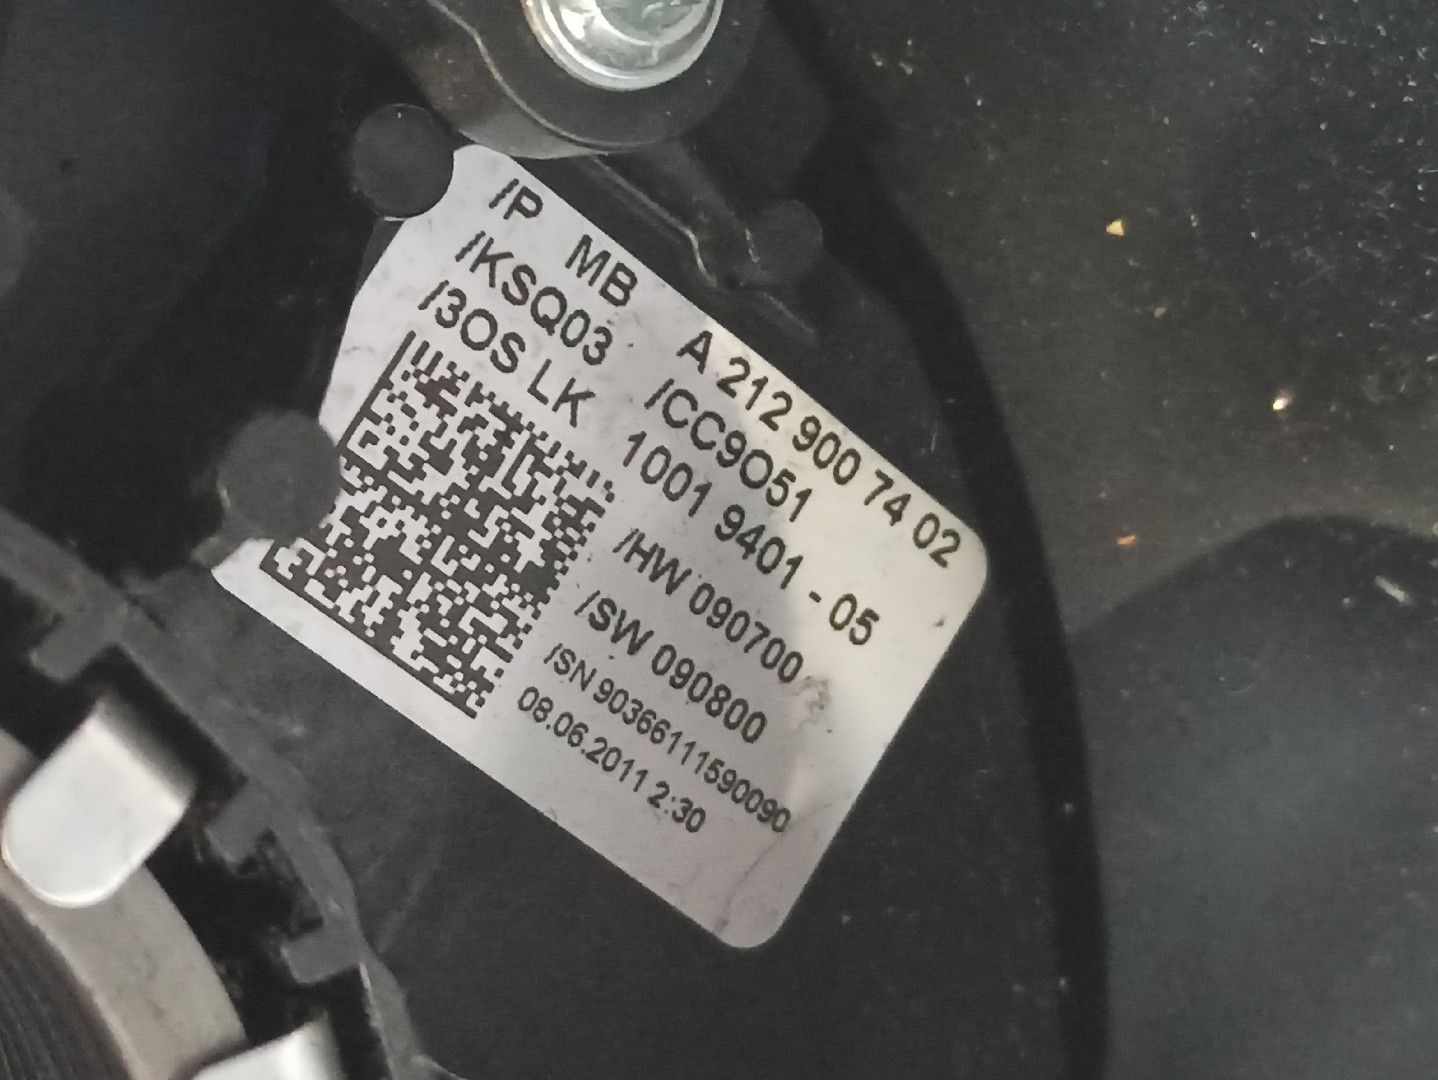 /P MB A 212 900 74 02
/KSQ03 /CC9O51
/3OS LK 1001 9401 - 05
/HW 090700
/SW 090800
/SN 90366111590090
08.06.2011 2:30